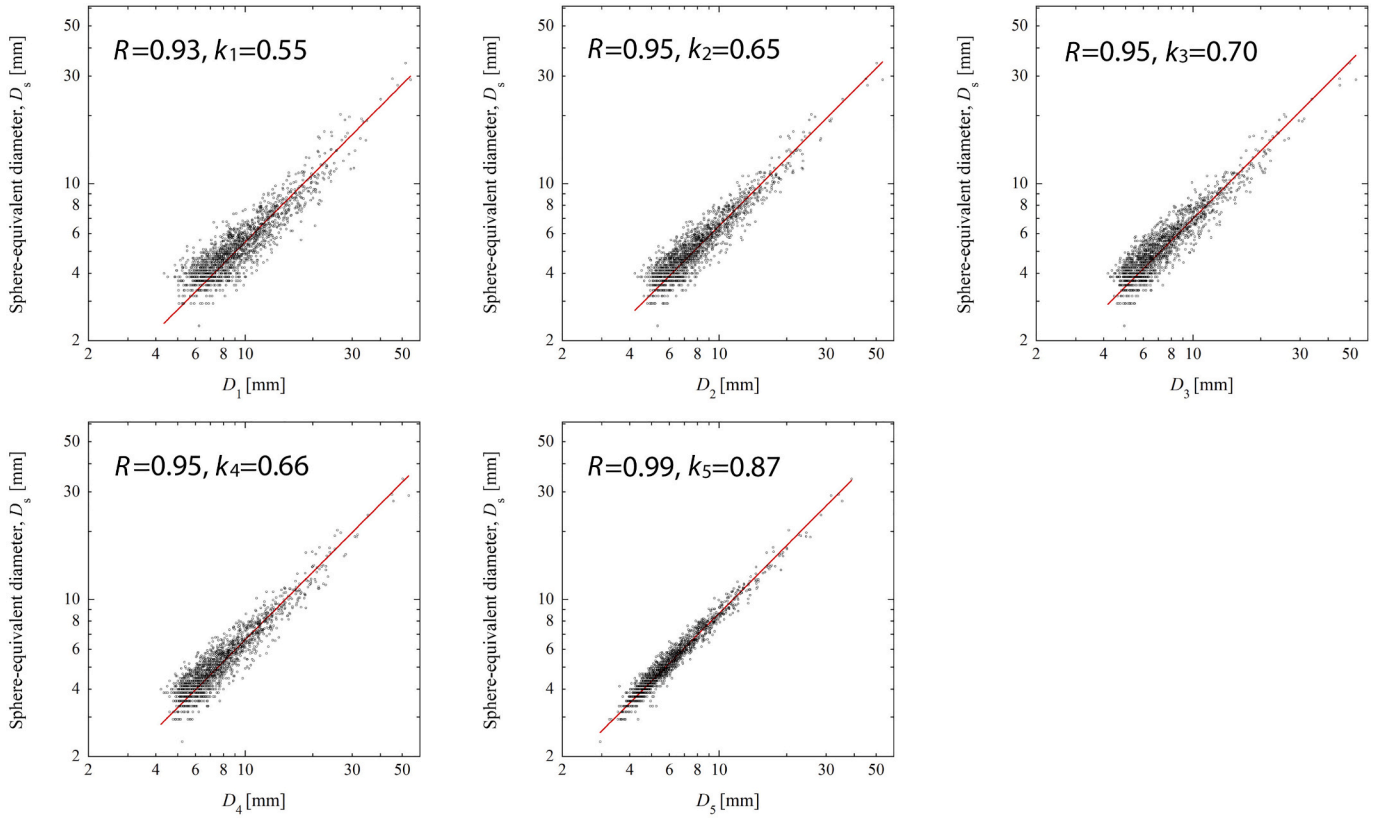 R=0.93, k1=0.55
Sphere-equivalent diameter, Ds [mm]
50
30
10
8
6
4
2
2 4 6 8 10 30 50
D1 [mm]
R=0.95, k2=0.65
Sphere-equivalent diameter, Ds [mm]
50
30
10
8
6
4
2
2 4 6 8 10 30 50
D2 [mm]
R=0.95, k3=0.70
Sphere-equivalent diameter, Ds [mm]
50
30
10
8
6
4
2
2 4 6 8 10 30 50
D3 [mm]
R=0.95, k4=0.66
Sphere-equivalent diameter, Ds [mm]
50
30
10
8
6
4
2
2 4 6 8 10 30 50
D4 [mm]
R=0.99, k5=0.87
Sphere-equivalent diameter, Ds [mm]
50
30
10
8
6
4
2
2 4 6 8 10 30 50
D5 [mm]